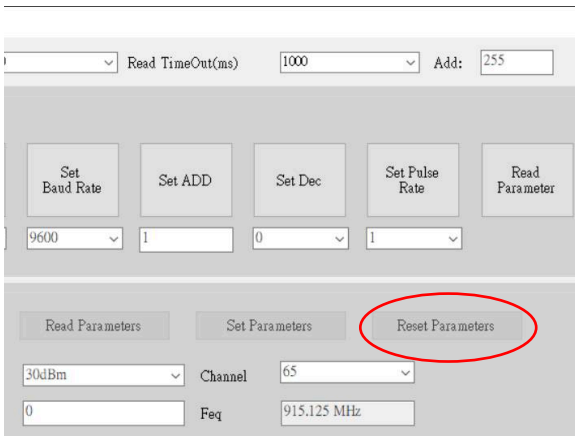 Read TimeOut(ms) 1000 Add: 255
Set Baud Rate
Set ADD
Set Dec
Set Pulse Rate
Read Parameter
9600 1 0 1
Read Parameters Set Parameters Reset Parameters
30dBm Channel 65
0 Feq 915.125 MHz